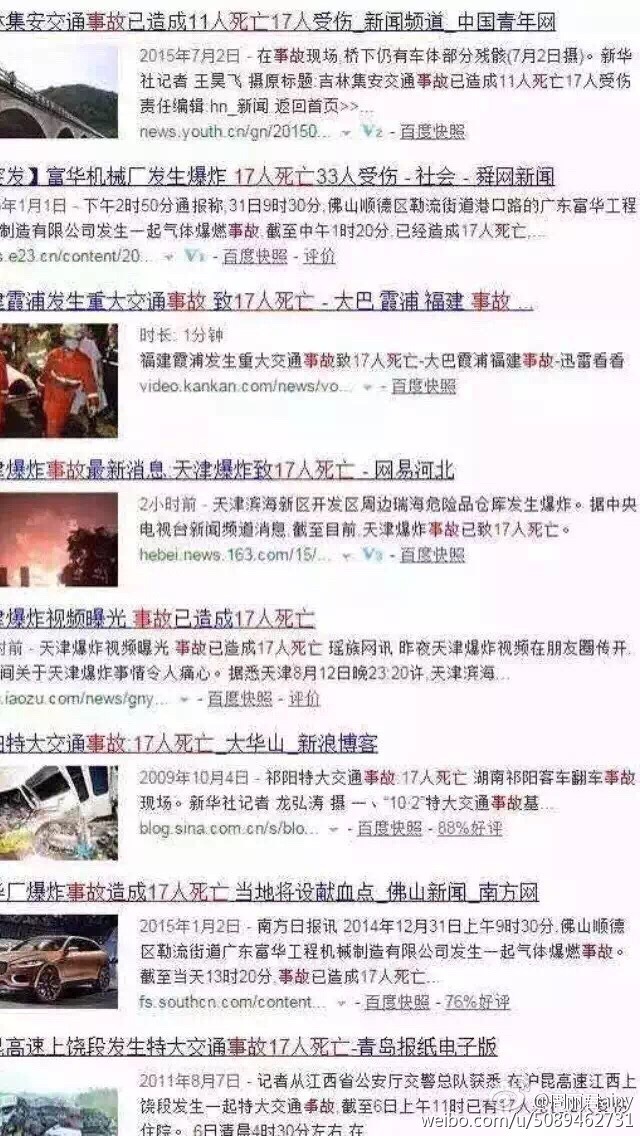 集安交通事故已造成11人死亡17人受伤_新闻频道_中国青年网
2015年7月2日 - 在事故现场,桥下仍有车体部分残骸(7月2日摄)。新华
社记者 王昊飞 摄原标题:吉林集安交通事故已造成11人死亡17人受伤
责任编辑:hn_新闻 返回首页>>...
news.youth.cn/gn/20150... V2 - 百度快照
发】富华机械厂发生爆炸 17人死亡33人受伤 - 社会 - 舜网新闻
年1月1日 - 下午2时50分通报称,31日9时30分,佛山顺德区勒流街道港口路的广东富华工程
制造有限公司发生一起气体爆燃事故,截至中午1时20分,已经造成17人死亡,...
s.e23.cn/content/20... V1 - 百度快照 - 评价
霞浦发生重大交通事故 致17人死亡 - 大巴 霞浦 福建 事故 ...
时长: 1分钟
福建霞浦发生重大交通事故致17人死亡-大巴霞浦福建事故-迅雷看看
video.kankan.com/news/vo... - 百度快照
爆炸事故最新消息:天津爆炸致17人死亡 - 网易河北
2小时前 - 天津滨海新区开发区周边瑞海危险品仓库发生爆炸。据中央
电视台新闻频道消息,截至目前,天津爆炸事故已致17人死亡。
hebei.news.163.com/15/... V3 - 百度快照
爆炸视频曝光 事故已造成17人死亡
时前 - 天津爆炸视频曝光 事故已造成17人死亡 瑶族网讯 昨夜天津爆炸视频在朋友圈传开,
间关于天津爆炸事情令人痛心。据悉天津8月12日晚23:20许,天津滨海...
.iaozu.com/news/gny... - 百度快照 - 评价
特大交通事故:17人死亡_大华山_新浪博客
2009年10月4日 - 祁阳特大交通事故:17人死亡 湖南祁阳客车翻车事故
现场。新华社记者 龙弘涛 摄 一、“10·2”特大交通事故基...
blog.sina.com.cn/s/blo... - 百度快照 - 88%好评
厂爆炸事故造成17人死亡 当地将设献血点_佛山新闻_南方网
2015年1月2日 - 南方日报讯 2014年12月31日上午9时30分,佛山顺德
区勒流街道广东富华工程机械制造有限公司发生一起气体爆燃事故。
截至当天13时20分,事故已造成17人死亡...
fs.southcn.com/content... - 百度快照 - 76%好评
高速上饶段发生特大交通事故17人死亡-青岛报纸电子版
2011年8月7日 - 记者从江西省公安厅交警总队获悉,在沪昆高速江西上
饶段发生一起特大交通事故,截至6日上午11时已有17人死亡
住院。 6日清晨4时30分左右,在
weibo.com/u/5089462731